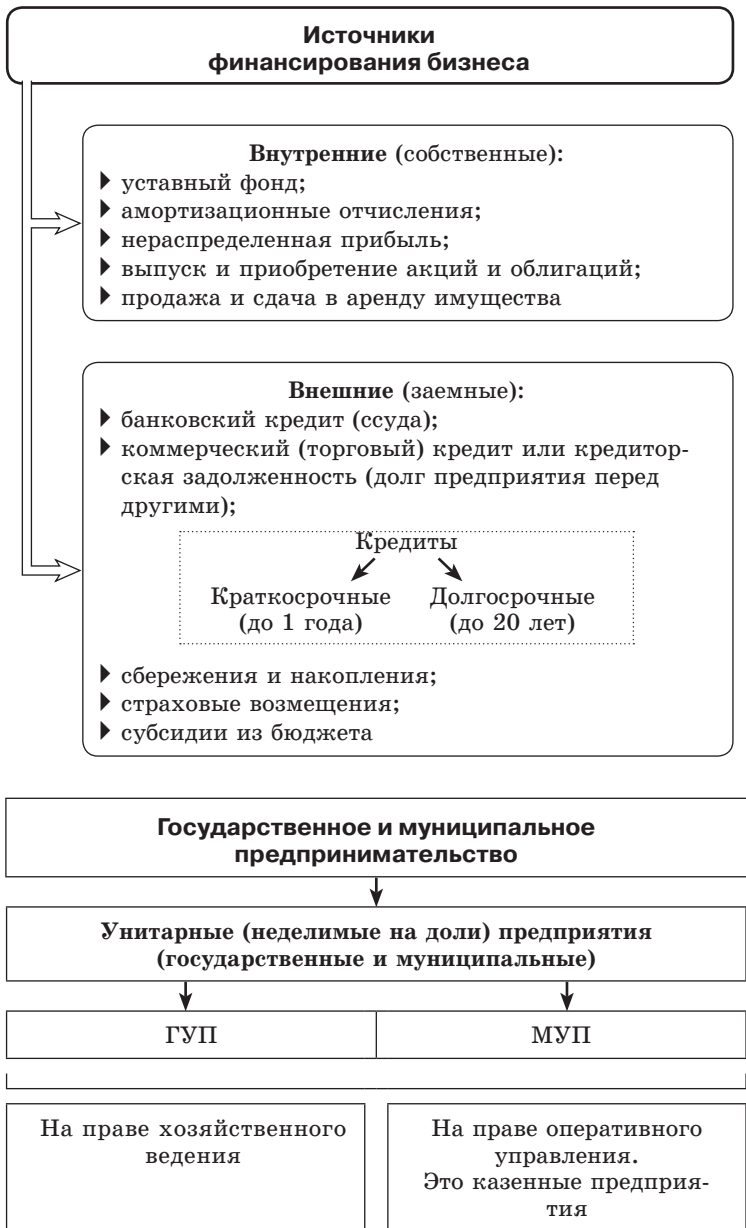 Источники
финансирования бизнеса
Внутренние (собственные):
уставный фонд;
амортизационные отчисления;
нераспределенная прибыль;
выпуск и приобретение акций и облигаций;
продажа и сдача в аренду имущества
Внешние (заемные):
банковский кредит (ссуда);
коммерческий (торговый) кредит или кредитор-
ская задолженность (долг предприятия перед
другими);
Кредиты
Краткосрочные
(до 1 года)
Долгосрочные
(до 20 лет)
сбережения и накопления;
страховые возмещения;
субсидии из бюджета
Государственное и муниципальное
предпринимательство
Унитарные (неделимые на доли) предприятия
(государственные и муниципальные)
ГУП
МУП
На праве хозяйственного
ведения
На праве оперативного
управления.
Это казенные предприя-
тия